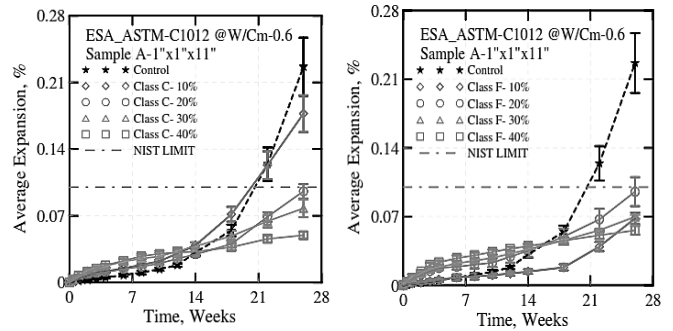 ESA_ASTM-C1012 @W/Cm-0.6
Sample A-1"x1"x11"
Control
Class C- 10%
Class C- 20%
Class C- 30%
Class C- 40%
NIST LIMIT
Average Expansion, %
0.28
0.21
0.14
0.07
0
0 7 14 21 28
Time, Weeks
ESA_ASTM-C1012 @W/Cm-0.6
Sample A-1"x1"x11"
Control
Class F- 10%
Class F- 20%
Class F- 30%
Class F- 40%
NIST LIMIT
Average Expansion, %
0.28
0.21
0.14
0.07
0
0 7 14 21 28
Time, Weeks